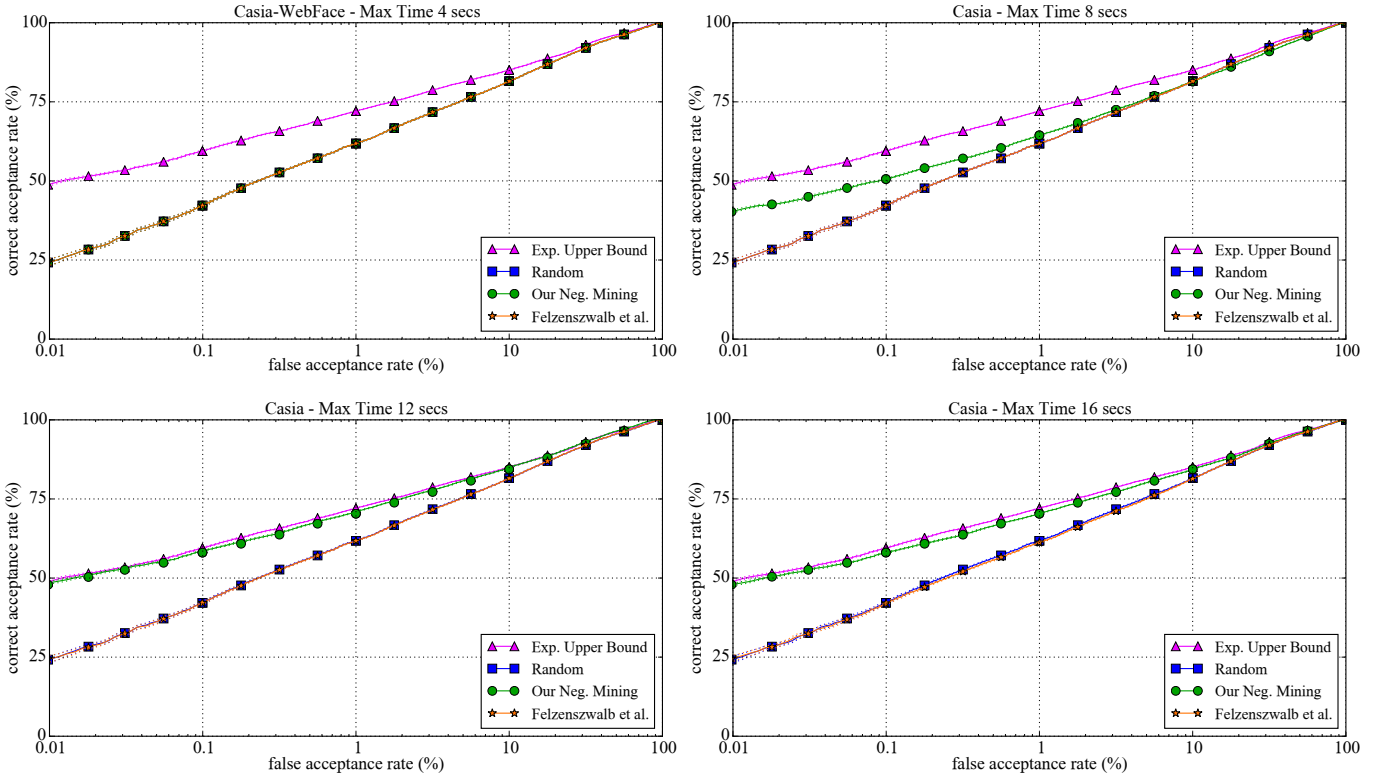 Casia-WebFace - Max Time 4 secs
correct acceptance rate (%)
100
75
50
25
0
0.01 0.1 1 10 100
false acceptance rate (%)
Exp. Upper Bound
Random
Our Neg. Mining
Felzenszwalb et al.
Casia - Max Time 8 secs
correct acceptance rate (%)
100
75
50
25
0
0.01 0.1 1 10 100
false acceptance rate (%)
Exp. Upper Bound
Random
Our Neg. Mining
Felzenszwalb et al.
Casia - Max Time 12 secs
correct acceptance rate (%)
100
75
50
25
0
0.01 0.1 1 10 100
false acceptance rate (%)
Exp. Upper Bound
Random
Our Neg. Mining
Felzenszwalb et al.
Casia - Max Time 16 secs
correct acceptance rate (%)
100
75
50
25
0
0.01 0.1 1 10 100
false acceptance rate (%)
Exp. Upper Bound
Random
Our Neg. Mining
Felzenszwalb et al.